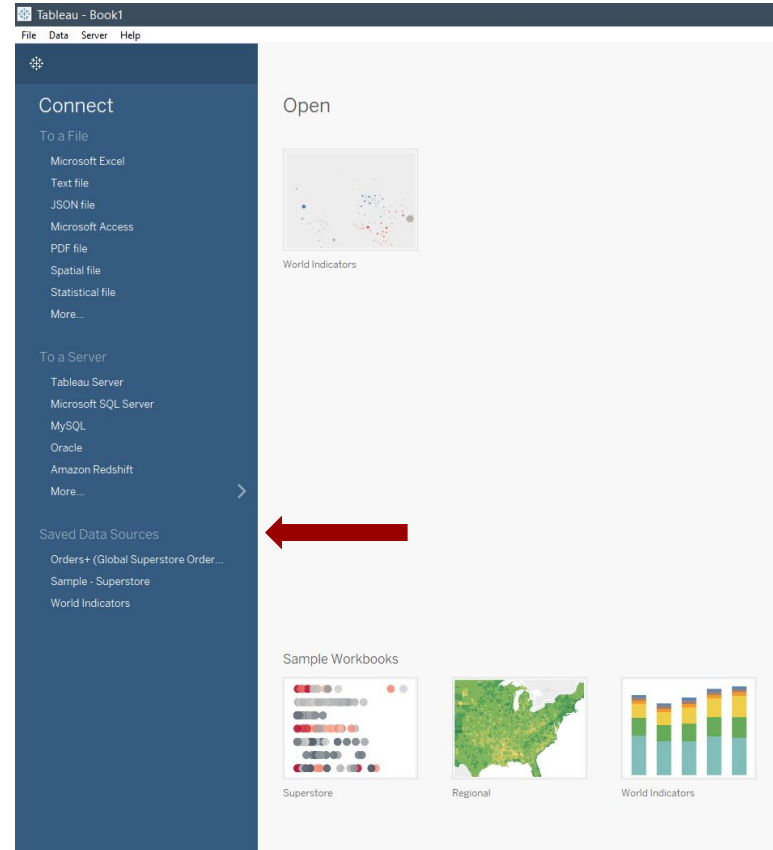 Tableau - Book1
File Data Server Help
Connect
To a File
Microsoft Excel
Text file
JSON file
Microsoft Access
PDF file
Spatial file
Statistical file
More...
To a Server
Tableau Server
Microsoft SQL Server
MySQL
Oracle
Amazon Redshift
More...
Saved Data Sources
Orders+ (Global Superstore Order...
Sample - Superstore
World Indicators
Open
World Indicators
Sample Workbooks
Superstore
Regional
World Indicators